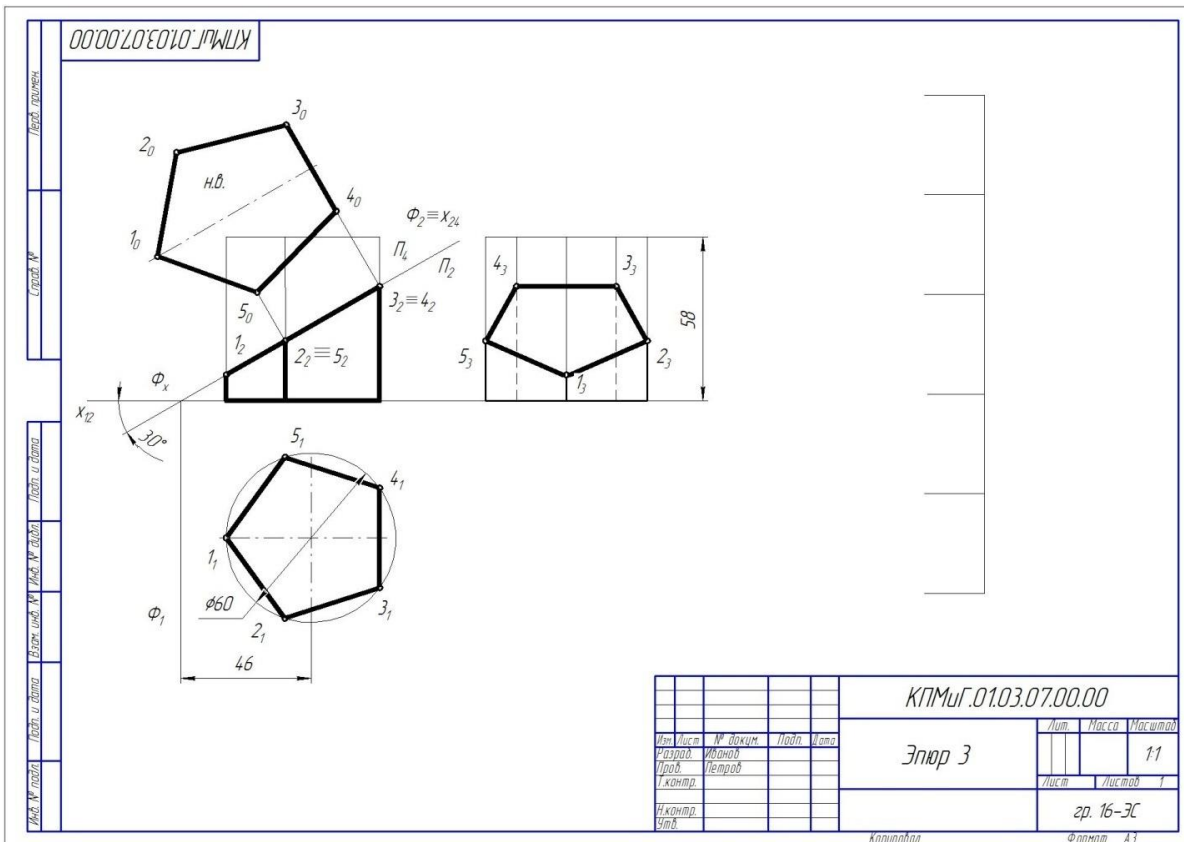 КПМиГ.01.03.07.00.00
Перв. примен.
Справ. №
Подп. и дата
Инв. № дубл.
Взам. инв. №
Подп. и дата
Инв. № подл.
3₀
2₀
н.в.
4₀
1₀
Ф₂≡x₂₄
П₄
П₂
5₀
3₂≡4₂
1₂
2₂≡5₂
Фₓ
x₁₂
30°
4₃
3₃
5₃
2₃
1₃
58
5₁
4₁
1₁
Ф₁
ϕ60
2₁
3₁
46
КПМиГ.01.03.07.00.00
Изм. Лист № докум. Подп. Дата
Разраб. Иванов
Пров. Петров
Т.контр.
Н.контр.
Утв.
Эпюр 3
Лит. Масса Масштаб
1:1
Лист Листов 1
гр. 16-ЭС
Копировал Формат А3